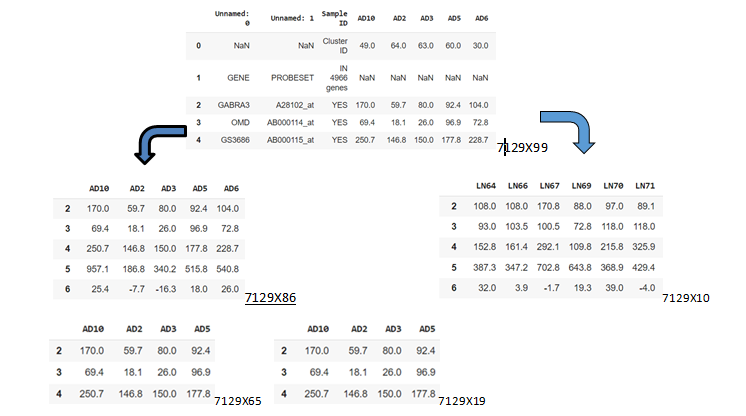 Unnamed: 0 Unnamed: 1 Sample ID AD10 AD2 AD3 AD5 AD6
0 NaN NaN Cluster ID 49.0 64.0 63.0 60.0 30.0
1 GENE PROBESET IN 4966 genes NaN NaN NaN NaN NaN
2 GABRA3 A28102_at YES 170.0 59.7 80.0 92.4 104.0
3 OMD AB000114_at YES 69.4 18.1 26.0 96.9 72.8
4 GS3686 AB000115_at YES 250.7 146.8 150.0 177.8 228.7
7129X99
AD10 AD2 AD3 AD5 AD6
2 170.0 59.7 80.0 92.4 104.0
3 69.4 18.1 26.0 96.9 72.8
4 250.7 146.8 150.0 177.8 228.7
5 957.1 186.8 340.2 515.8 540.8
6 25.4 -7.7 -16.3 18.0 26.0
7129X86
LN64 LN66 LN67 LN69 LN70 LN71
2 108.0 108.0 170.8 88.0 97.0 89.1
3 93.0 103.5 100.5 72.8 118.0 118.0
4 152.8 161.4 292.1 109.8 215.8 325.9
5 387.3 347.2 702.8 643.8 368.9 429.4
6 32.0 3.9 -1.7 19.3 39.0 -4.0
7129X10
AD10 AD2 AD3 AD5
2 170.0 59.7 80.0 92.4
3 69.4 18.1 26.0 96.9
4 250.7 146.8 150.0 177.8
7129X65
AD10 AD2 AD3 AD5
2 170.0 59.7 80.0 92.4
3 69.4 18.1 26.0 96.9
4 250.7 146.8 150.0 177.8
7129X19